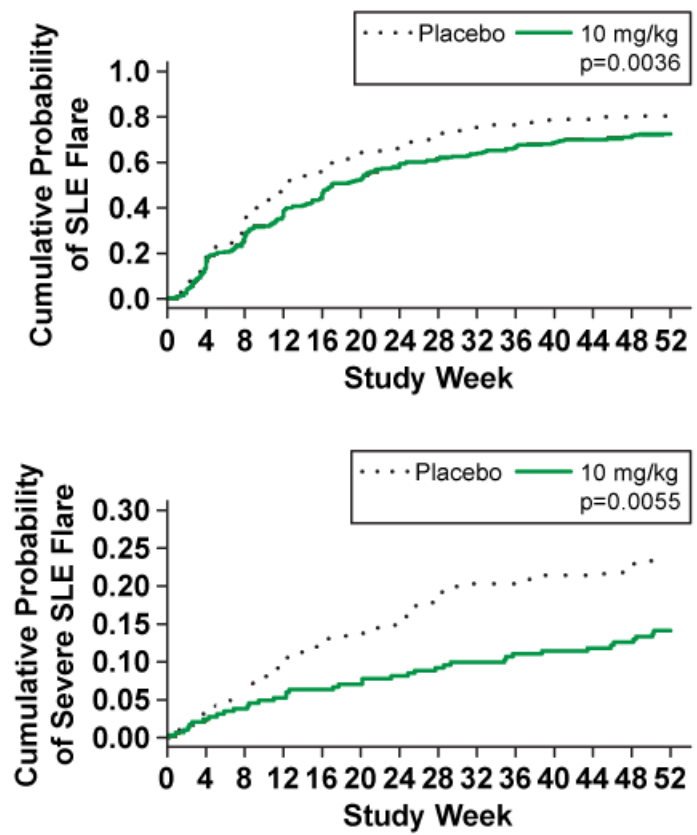 Placebo 10 mg/kg
p=0.0036
Cumulative Probability
of SLE Flare
1.0
0.8
0.6
0.4
0.2
0.0
0 4 8 12 16 20 24 28 32 36 40 44 48 52
Study Week
Placebo 10 mg/kg
p=0.0055
Cumulative Probability
of Severe SLE Flare
0.30
0.25
0.20
0.15
0.10
0.05
0.00
0 4 8 12 16 20 24 28 32 36 40 44 48 52
Study Week